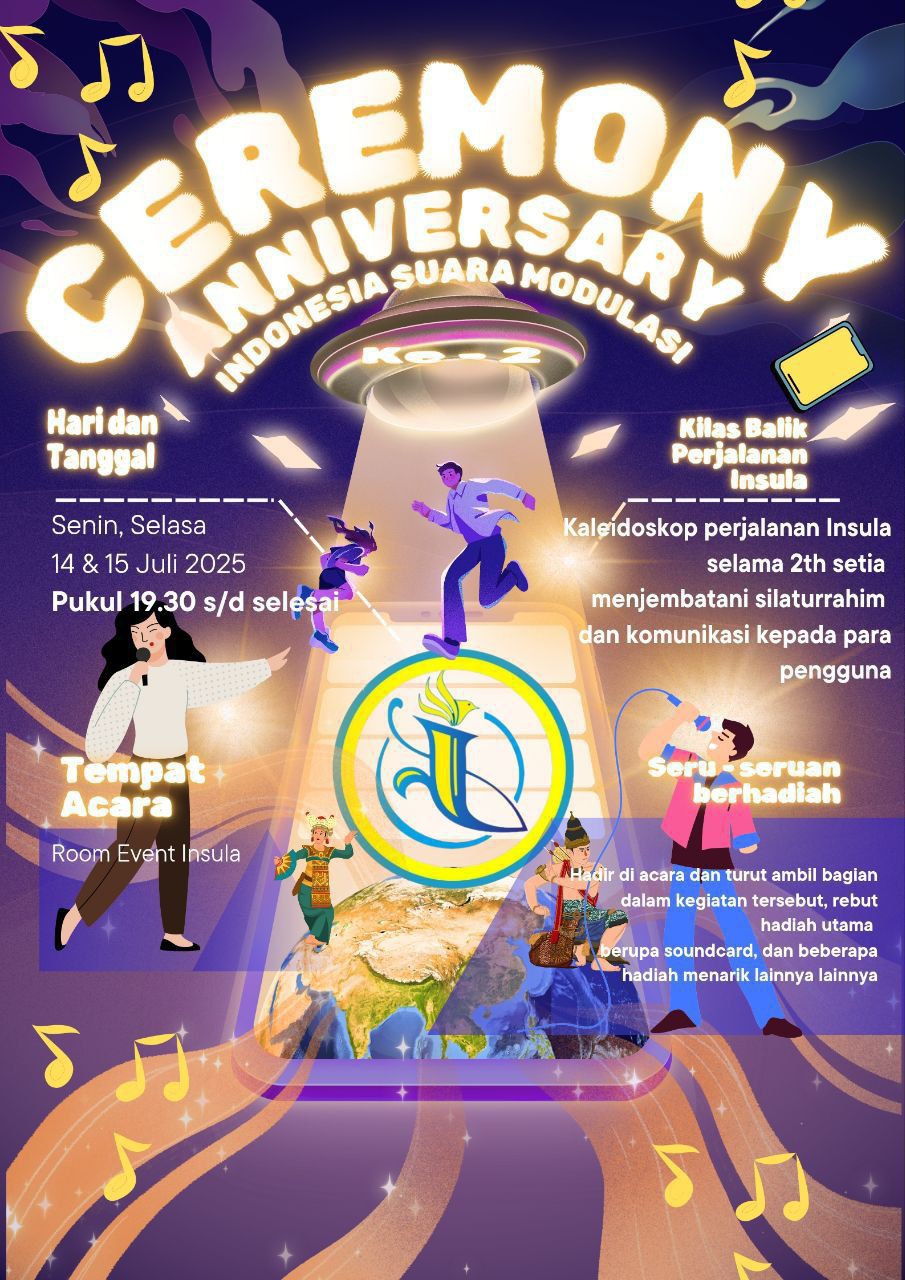 CEREMONY
ANNIVERSARY
INDONESIA SUARA MODULASI
Ke - 2
Hari dan
Tanggal
Senin, Selasa
14 & 15 Juli 2025
Pukul 19.30 s/d selesai
Kilas Balik
Perjalanan
Insula
Kaleidoskop perjalanan Insula
selama 2th setia
menjembatani silaturrahim
dan komunikasi kepada para
pengguna
Tempat
Acara
Room Event Insula
Seru - seruan
berhadiah
Hadir di acara dan turut ambil bagian
dalam kegiatan tersebut, rebut
hadiah utama
berupa soundcard, dan beberapa
hadiah menarik lainnya lainnya